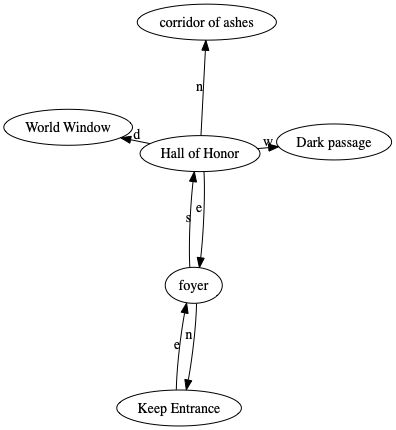 corridor of ashes
n
World Window
d
Hall of Honor
w
Dark passage
s
e
foyer
e
n
Keep Entrance